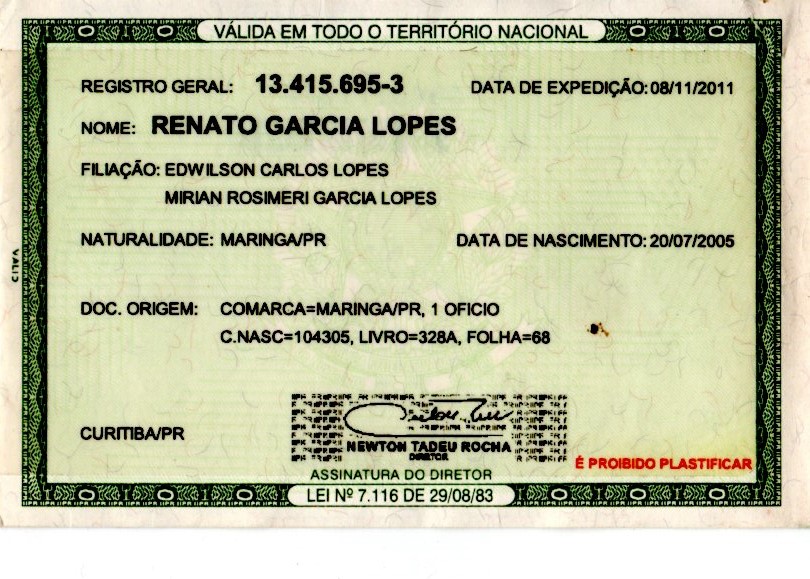 VÁLIDA EM TODO O TERRITÓRIO NACIONAL
REGISTRO GERAL: 13.415.695-3 DATA DE EXPEDIÇÃO: 08/11/2011
NOME: RENATO GARCIA LOPES
FILIAÇÃO: EDWILSON CARLOS LOPES
MIRIAN ROSIMERI GARCIA LOPES
NATURALIDADE: MARINGA/PR DATA DE NASCIMENTO: 20/07/2005
DOC. ORIGEM: COMARCA=MARINGA/PR, 1 OFICIO
C.NASC=104305, LIVRO=328A, FOLHA=68
CURITIBA/PR
NEWTON TADEU ROCHA
DIRETOR
É PROIBIDO PLASTIFICAR
ASSINATURA DO DIRETOR
LEI Nº 7.116 DE 29/08/83